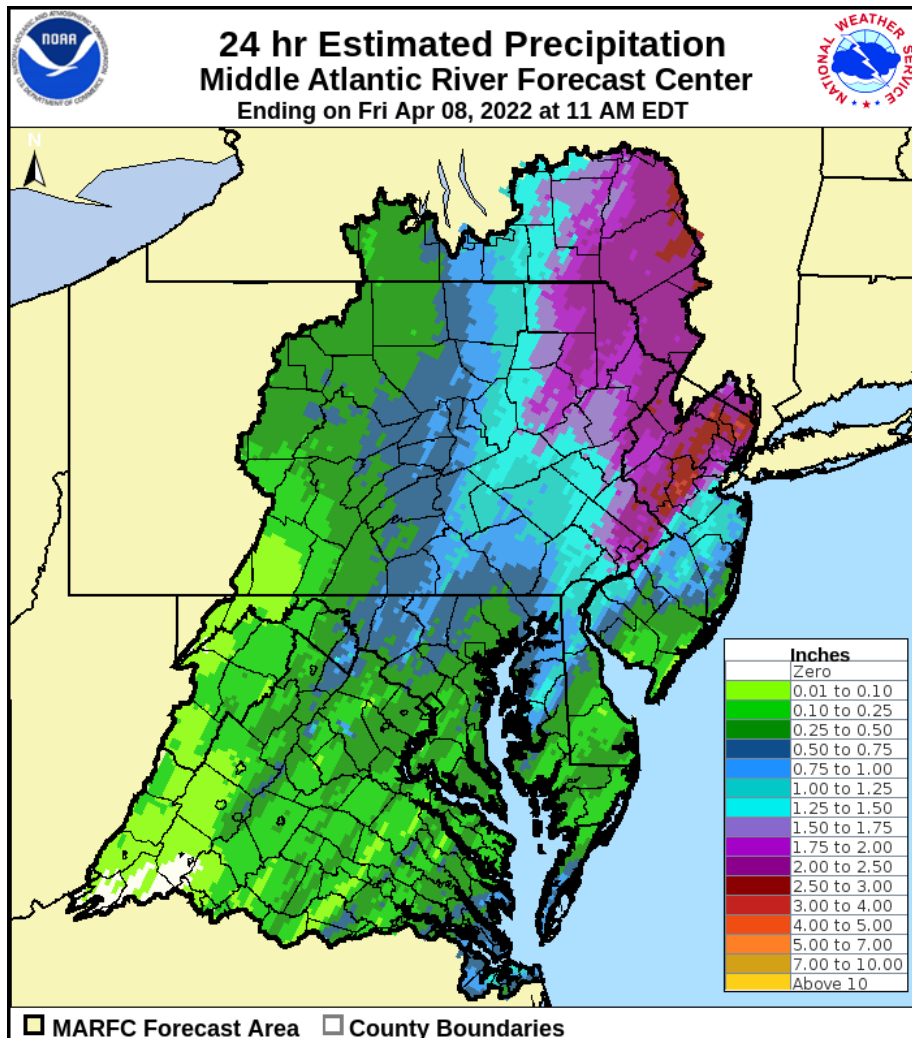 24 hr Estimated Precipitation
Middle Atlantic River Forecast Center
Ending on Fri Apr 08, 2022 at 11 AM EDT
NOAA
NATIONAL OCEANIC AND ATMOSPHERIC ADMINISTRATION
U.S. DEPARTMENT OF COMMERCE
NATIONAL WEATHER SERVICE
N
Inches
Zero
0.01 to 0.10
0.10 to 0.25
0.25 to 0.50
0.50 to 0.75
0.75 to 1.00
1.00 to 1.25
1.25 to 1.50
1.50 to 1.75
1.75 to 2.00
2.00 to 2.50
2.50 to 3.00
3.00 to 4.00
4.00 to 5.00
5.00 to 7.00
7.00 to 10.00
Above 10
MARFC Forecast Area
County Boundaries